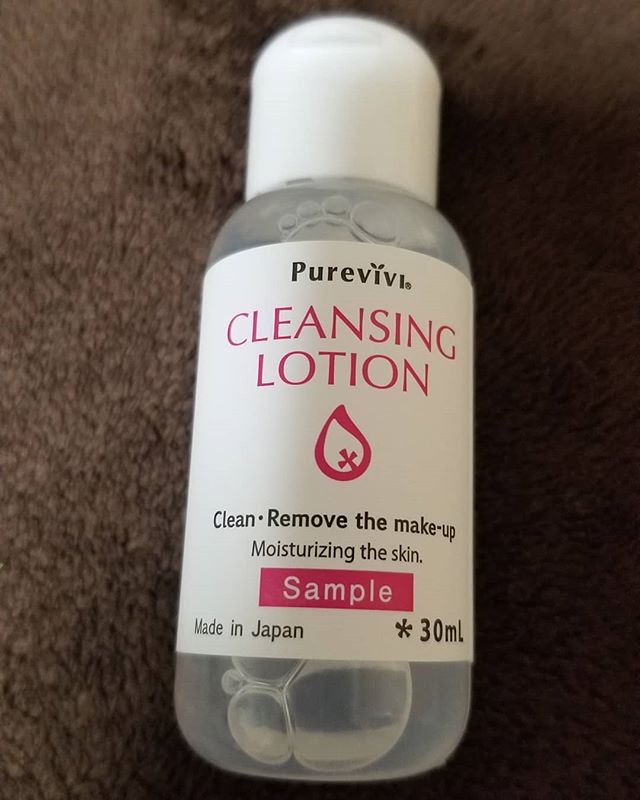 Purevivi®
CLEANSING
LOTION
Clean・Remove the make-up
Moisturizing the skin.
Sample
Made in Japan
* 30mL